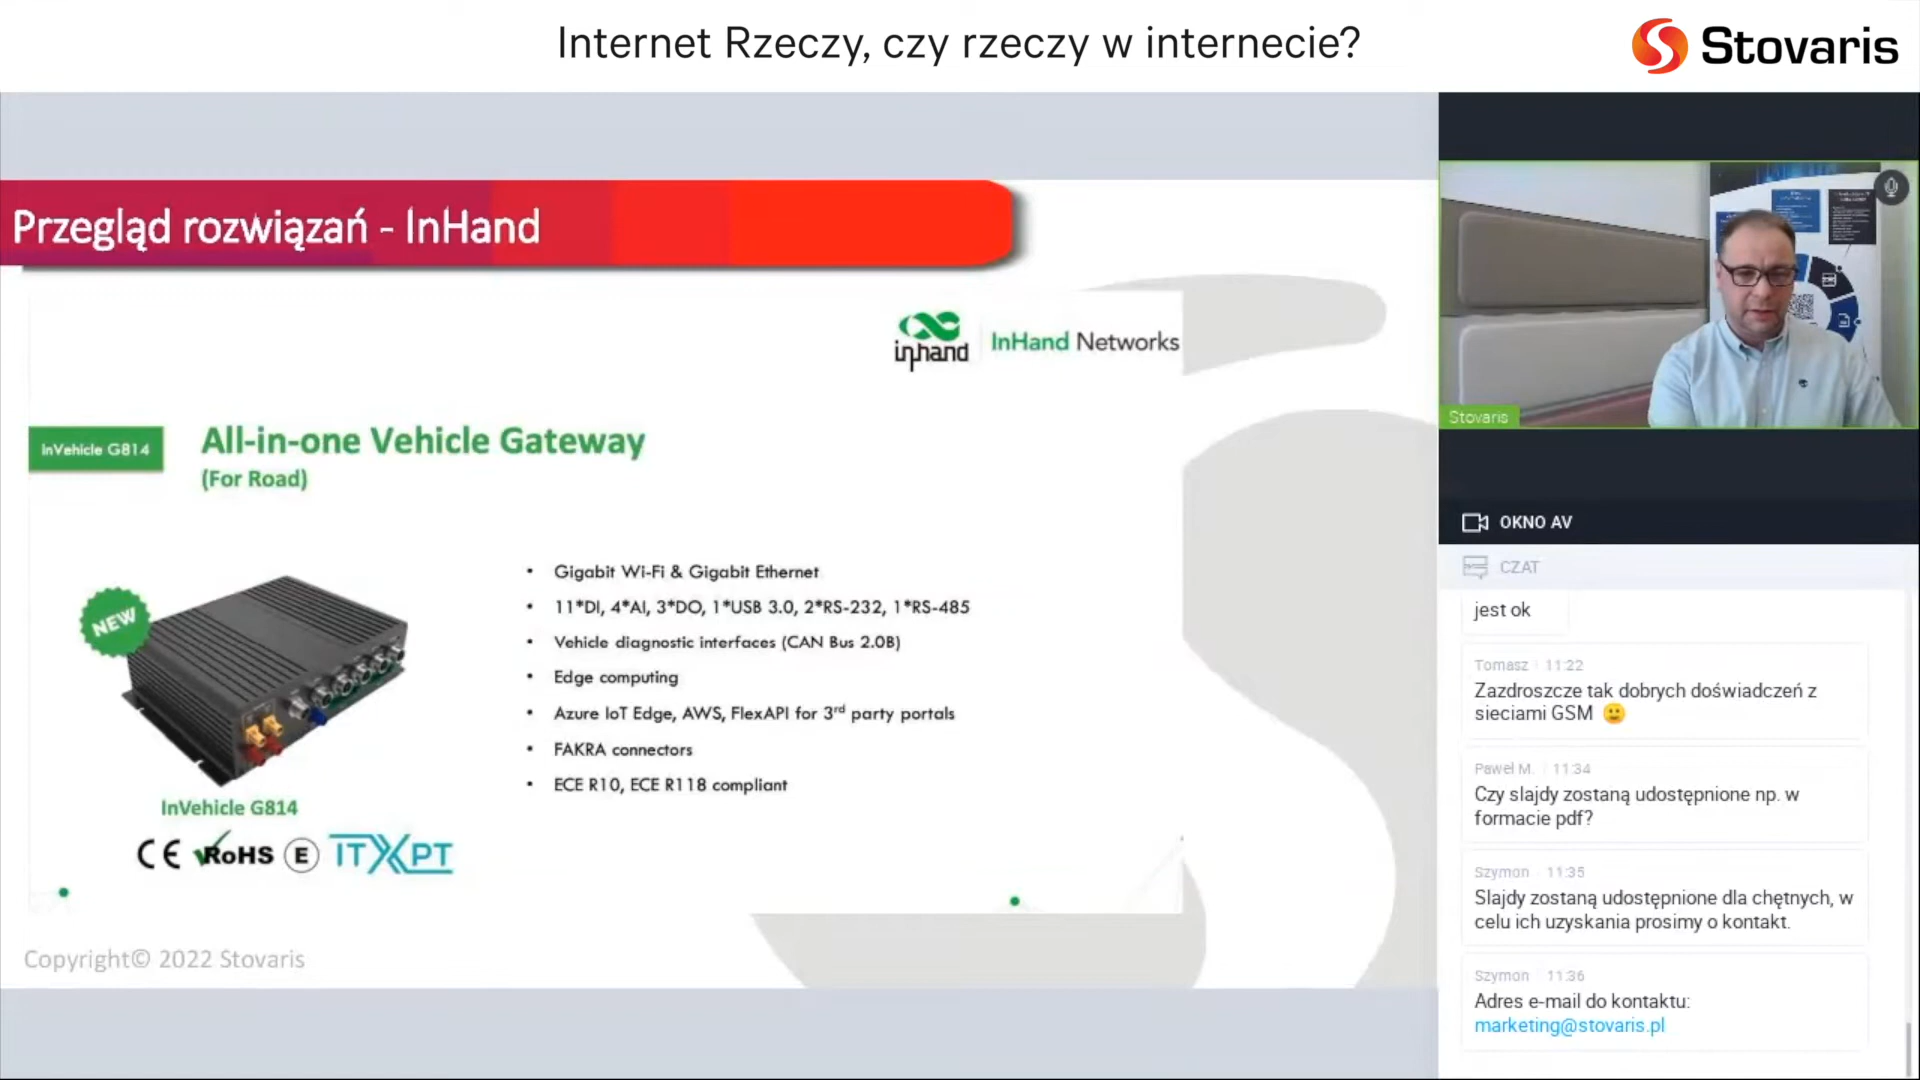 Internet Rzeczy, czy rzeczy w internecie?
Stovaris
Przegląd rozwiązań - InHand
inhand
InHand Networks
InVehicle G814
All-in-one Vehicle Gateway
(For Road)
NEW
• Gigabit Wi-Fi & Gigabit Ethernet
• 11*DI, 4*AI, 3*DO, 1*USB 3.0, 2*RS-232, 1*RS-485
• Vehicle diagnostic interfaces (CAN Bus 2.0B)
• Edge computing
• Azure IoT Edge, AWS, FlexAPI for 3rd party portals
• FAKRA connectors
• ECE R10, ECE R118 compliant
InVehicle G814
CE RoHS E ITXPT
Copyright© 2022 Stovaris
Stovaris
OKNO AV
CZAT
jest ok
Tomasz 11:22
Zazdroszcze tak dobrych doświadczeń z
sieciami GSM 🙂
Paweł M. 11:34
Czy slajdy zostaną udostępnione np. w
formacie pdf?
Szymon 11:35
Slajdy zostaną udostępnione dla chętnych, w
celu ich uzyskania prosimy o kontakt.
Szymon 11:36
Adres e-mail do kontaktu:
marketing@stovaris.pl